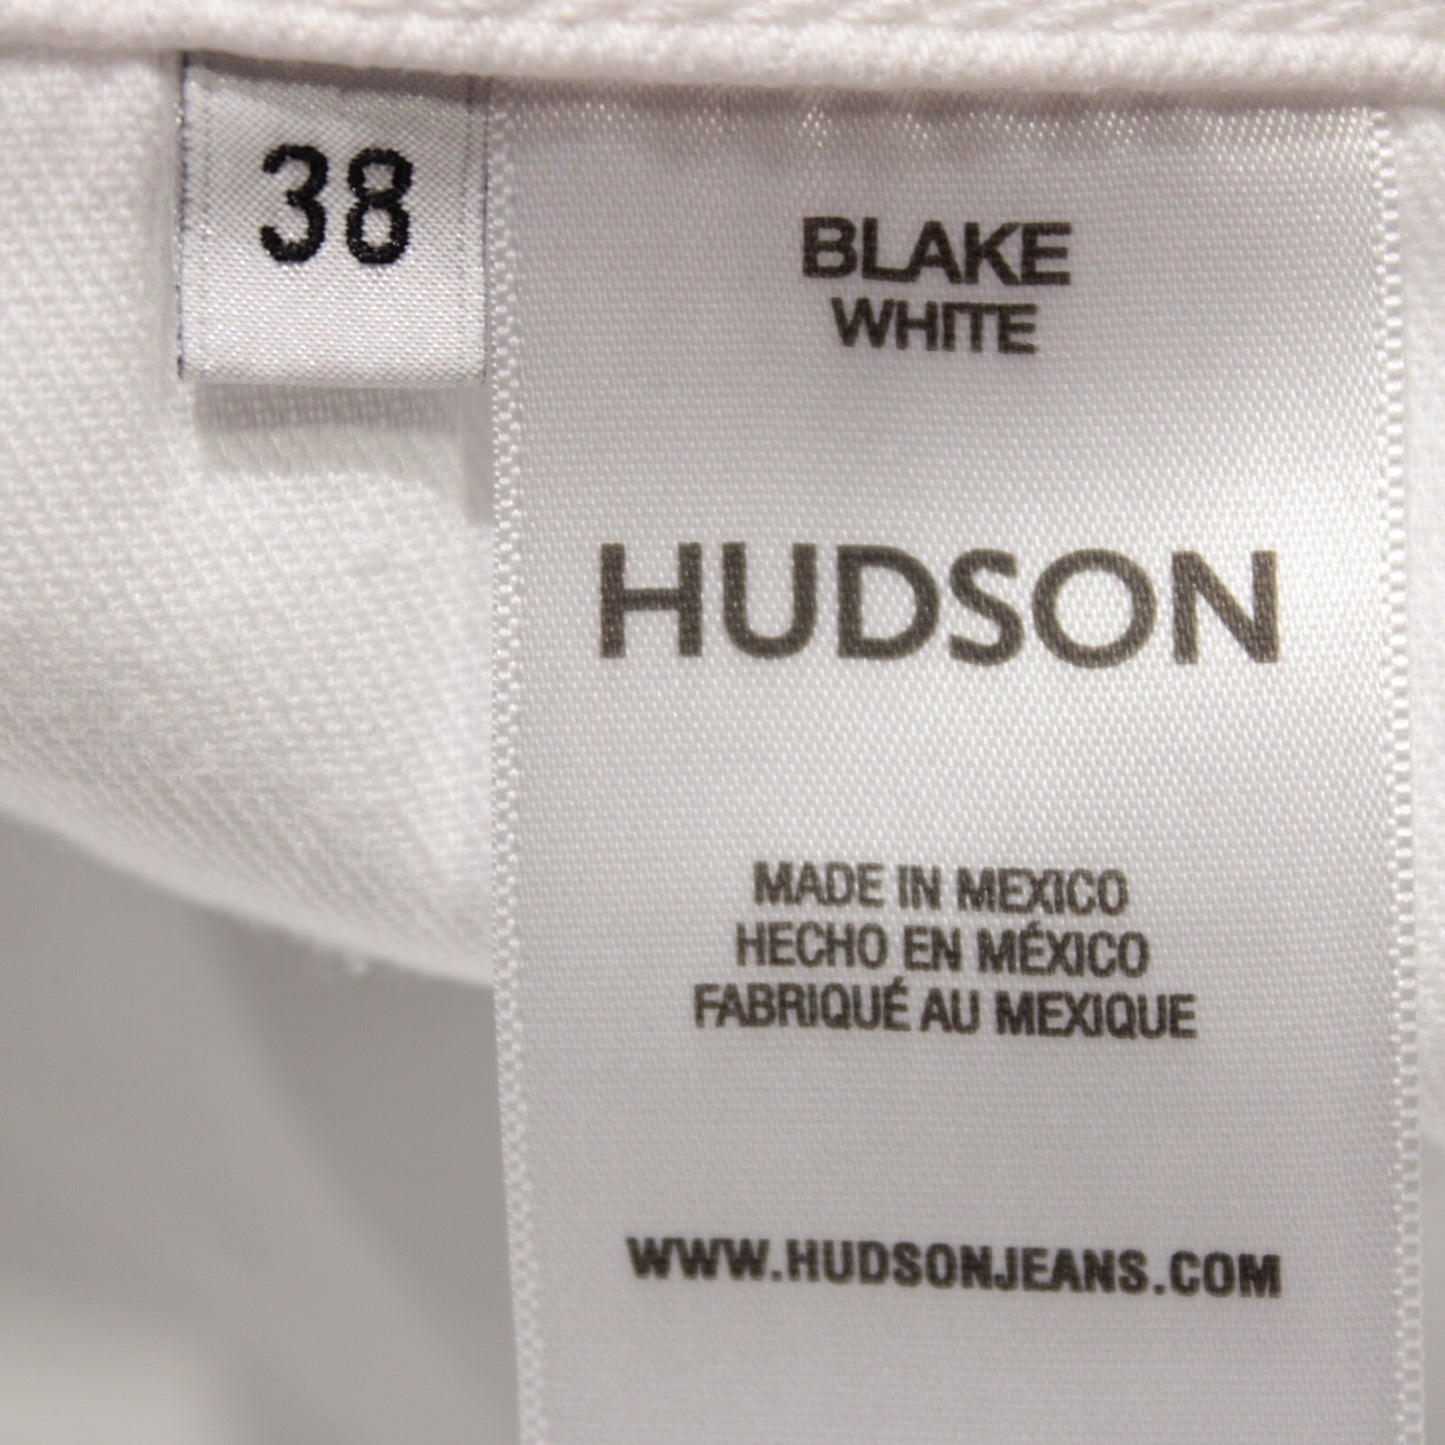 38
BLAKE
WHITE
HUDSON
MADE IN MEXICO
HECHO EN MÉXICO
FABRIQUÉ AU MEXIQUE
WWW.HUDSONJEANS.COM